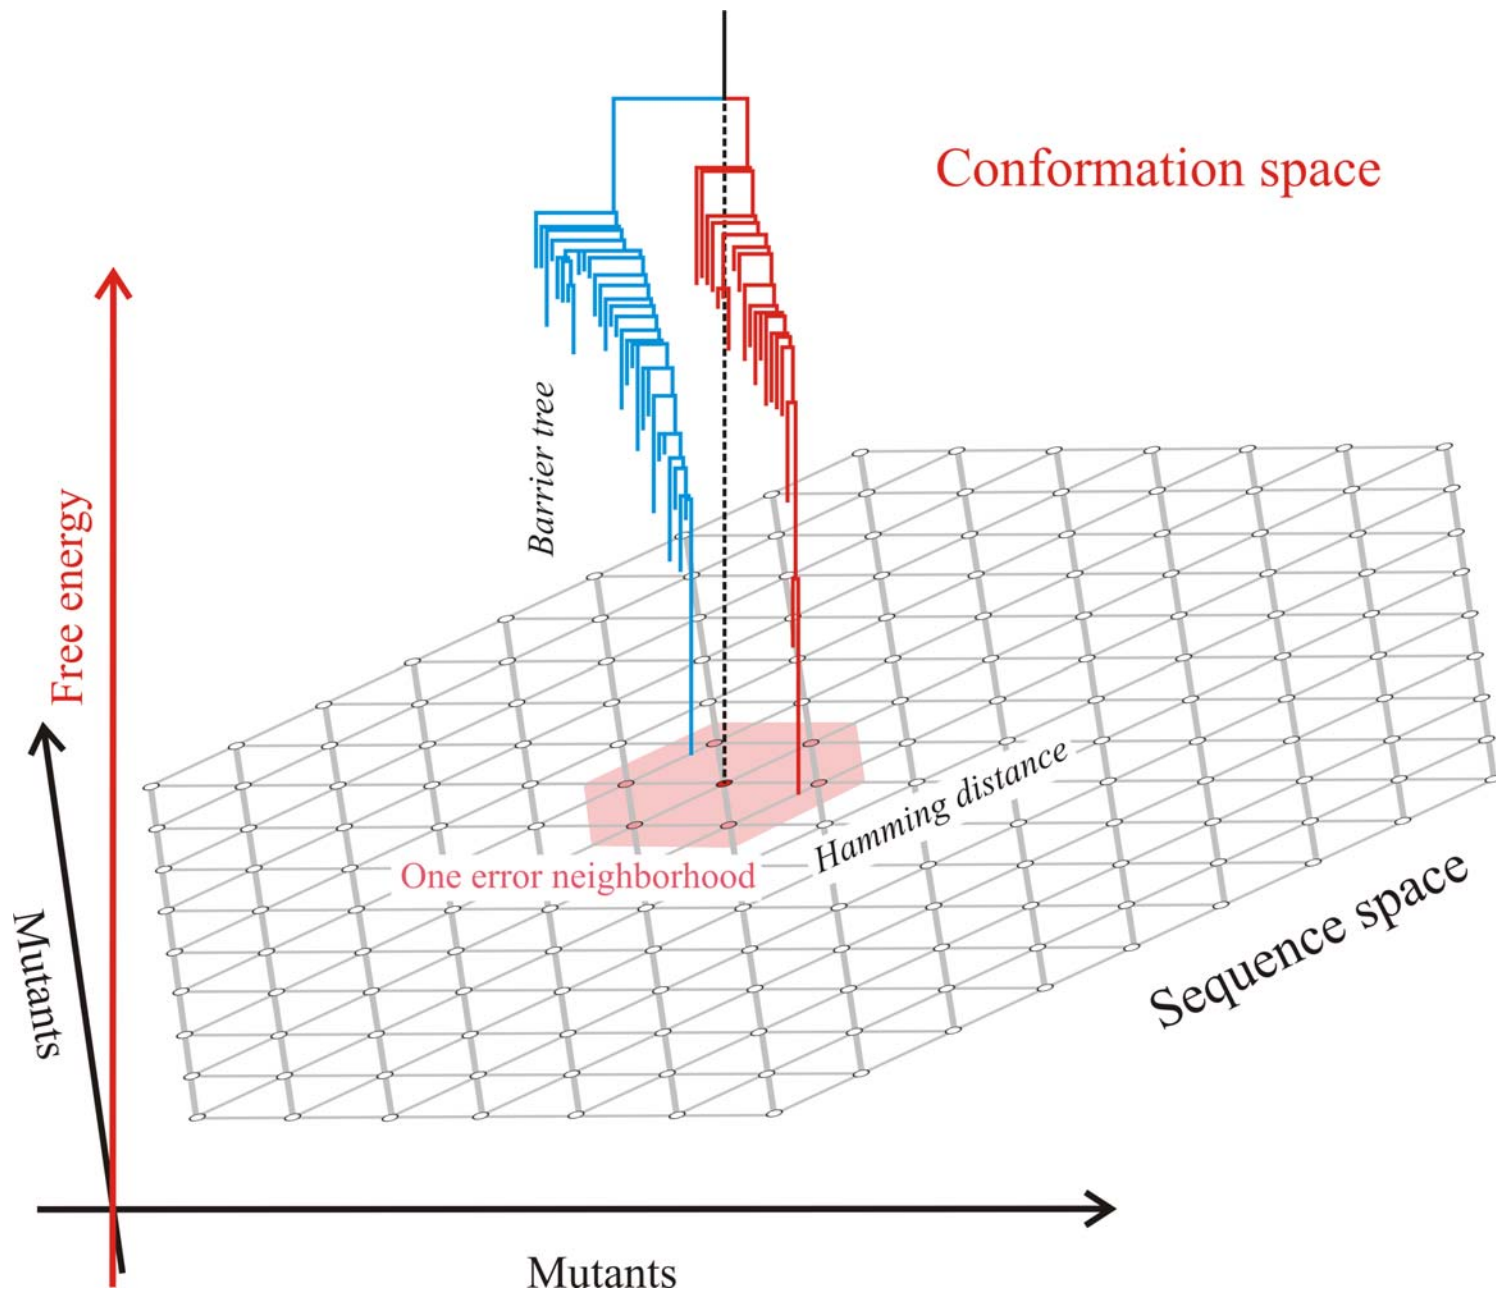 Conformation space
Barrier tree
Free energy
Hamming distance
One error neighborhood
Sequence space
Mutants
Mutants